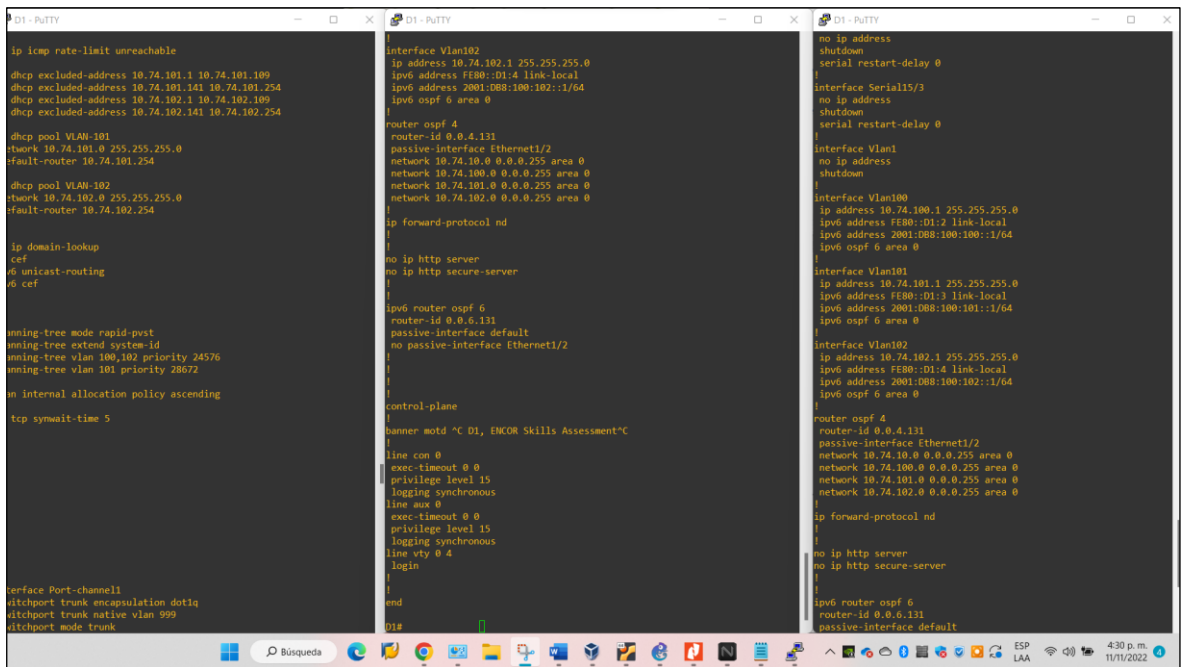 D1 - PuTTY
ip icmp rate-limit unreachable
dhcp excluded-address 10.74.101.1 10.74.101.109
dhcp excluded-address 10.74.101.141 10.74.101.254
dhcp excluded-address 10.74.102.1 10.74.102.109
dhcp excluded-address 10.74.102.141 10.74.102.254
dhcp pool VLAN-101
etwork 10.74.101.0 255.255.255.0
efault-router 10.74.101.254
dhcp pool VLAN-102
etwork 10.74.102.0 255.255.255.0
efault-router 10.74.102.254
ip domain-lookup
cef
v6 unicast-routing
v6 cef
anning-tree mode rapid-pvst
anning-tree extend system-id
anning-tree vlan 100,102 priority 24576
anning-tree vlan 101 priority 28672
an internal allocation policy ascending
tcp synwait-time 5
terface Port-channel1
witchport trunk encapsulation dot1q
witchport trunk native vlan 999
witchport mode trunk
D1 - PuTTY
!
interface Vlan102
ip address 10.74.102.1 255.255.255.0
ipv6 address FE80::D1:4 link-local
ipv6 address 2001:DB8:100:102::1/64
ipv6 ospf 6 area 0
!
router ospf 4
router-id 0.0.4.131
passive-interface Ethernet1/2
network 10.74.10.0 0.0.0.255 area 0
network 10.74.100.0 0.0.0.255 area 0
network 10.74.101.0 0.0.0.255 area 0
network 10.74.102.0 0.0.0.255 area 0
!
ip forward-protocol nd
!
!
no ip http server
no ip http secure-server
!
!
ipv6 router ospf 6
router-id 0.0.6.131
passive-interface default
no passive-interface Ethernet1/2
!
!
!
!
control-plane
!
banner motd ^C D1, ENCOR Skills Assessment^C
!
line con 0
exec-timeout 0 0
privilege level 15
logging synchronous
line aux 0
exec-timeout 0 0
privilege level 15
logging synchronous
line vty 0 4
login
!
!
end
D1#
D1 - PuTTY
no ip address
shutdown
serial restart-delay 0
!
interface Serial15/3
no ip address
shutdown
serial restart-delay 0
!
interface Vlan1
no ip address
shutdown
!
interface Vlan100
ip address 10.74.100.1 255.255.255.0
ipv6 address FE80::D1:2 link-local
ipv6 address 2001:DB8:100:100::1/64
ipv6 ospf 6 area 0
!
interface Vlan101
ip address 10.74.101.1 255.255.255.0
ipv6 address FE80::D1:3 link-local
ipv6 address 2001:DB8:100:101::1/64
ipv6 ospf 6 area 0
!
interface Vlan102
ip address 10.74.102.1 255.255.255.0
ipv6 address FE80::D1:4 link-local
ipv6 address 2001:DB8:100:102::1/64
ipv6 ospf 6 area 0
!
router ospf 4
router-id 0.0.4.131
passive-interface Ethernet1/2
network 10.74.10.0 0.0.0.255 area 0
network 10.74.100.0 0.0.0.255 area 0
network 10.74.101.0 0.0.0.255 area 0
network 10.74.102.0 0.0.0.255 area 0
!
ip forward-protocol nd
!
!
no ip http server
no ip http secure-server
!
!
ipv6 router ospf 6
router-id 0.0.6.131
passive-interface default
Búsqueda
ESP
LAA
4:30 p. m.
11/11/2022
4